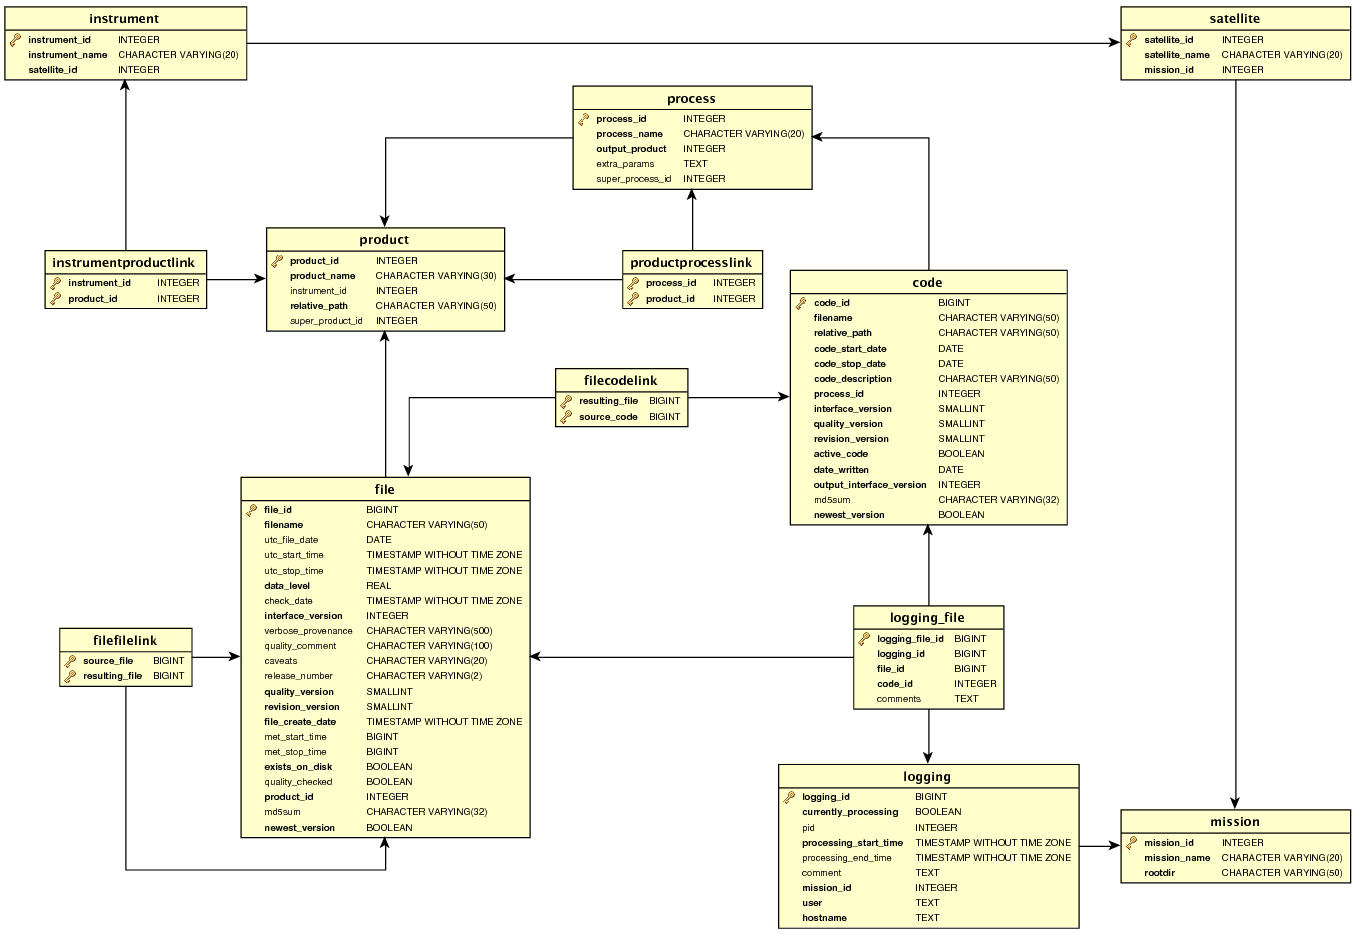 instrument
instrument_id INTEGER
instrument_name CHARACTER VARYING(20)
satellite_id INTEGER
satellite
satellite_id INTEGER
satellite_name CHARACTER VARYING(20)
mission_id INTEGER
process
process_id INTEGER
process_name CHARACTER VARYING(20)
output_product INTEGER
extra_params TEXT
super_process_id INTEGER
instrumentproductlink
instrument_id INTEGER
product_id INTEGER
product
product_id INTEGER
product_name CHARACTER VARYING(30)
instrument_id INTEGER
relative_path CHARACTER VARYING(50)
super_product_id INTEGER
productprocesslink
process_id INTEGER
product_id INTEGER
code
code_id BIGINT
filename CHARACTER VARYING(50)
relative_path CHARACTER VARYING(50)
code_start_date DATE
code_stop_date DATE
code_description CHARACTER VARYING(50)
process_id INTEGER
interface_version SMALLINT
quality_version SMALLINT
revision_version SMALLINT
active_code BOOLEAN
date_written DATE
output_interface_version INTEGER
md5sum CHARACTER VARYING(32)
newest_version BOOLEAN
filecodelink
resulting_file BIGINT
source_code BIGINT
file
file_id BIGINT
filename CHARACTER VARYING(50)
utc_file_date DATE
utc_start_time TIMESTAMP WITHOUT TIME ZONE
utc_stop_time TIMESTAMP WITHOUT TIME ZONE
data_level REAL
check_date TIMESTAMP WITHOUT TIME ZONE
interface_version INTEGER
verbose_provenance CHARACTER VARYING(500)
quality_comment CHARACTER VARYING(100)
caveats CHARACTER VARYING(20)
release_number CHARACTER VARYING(2)
quality_version SMALLINT
revision_version SMALLINT
file_create_date TIMESTAMP WITHOUT TIME ZONE
met_start_time BIGINT
met_stop_time BIGINT
exists_on_disk BOOLEAN
quality_checked BOOLEAN
product_id INTEGER
md5sum CHARACTER VARYING(32)
newest_version BOOLEAN
filefilelink
source_file BIGINT
resulting_file BIGINT
logging_file
logging_file_id BIGINT
logging_id BIGINT
file_id BIGINT
code_id INTEGER
comments TEXT
logging
logging_id BIGINT
currently_processing BOOLEAN
pid INTEGER
processing_start_time TIMESTAMP WITHOUT TIME ZONE
processing_end_time TIMESTAMP WITHOUT TIME ZONE
comment TEXT
mission_id INTEGER
user TEXT
hostname TEXT
mission
mission_id INTEGER
mission_name CHARACTER VARYING(20)
rootdir CHARACTER VARYING(50)